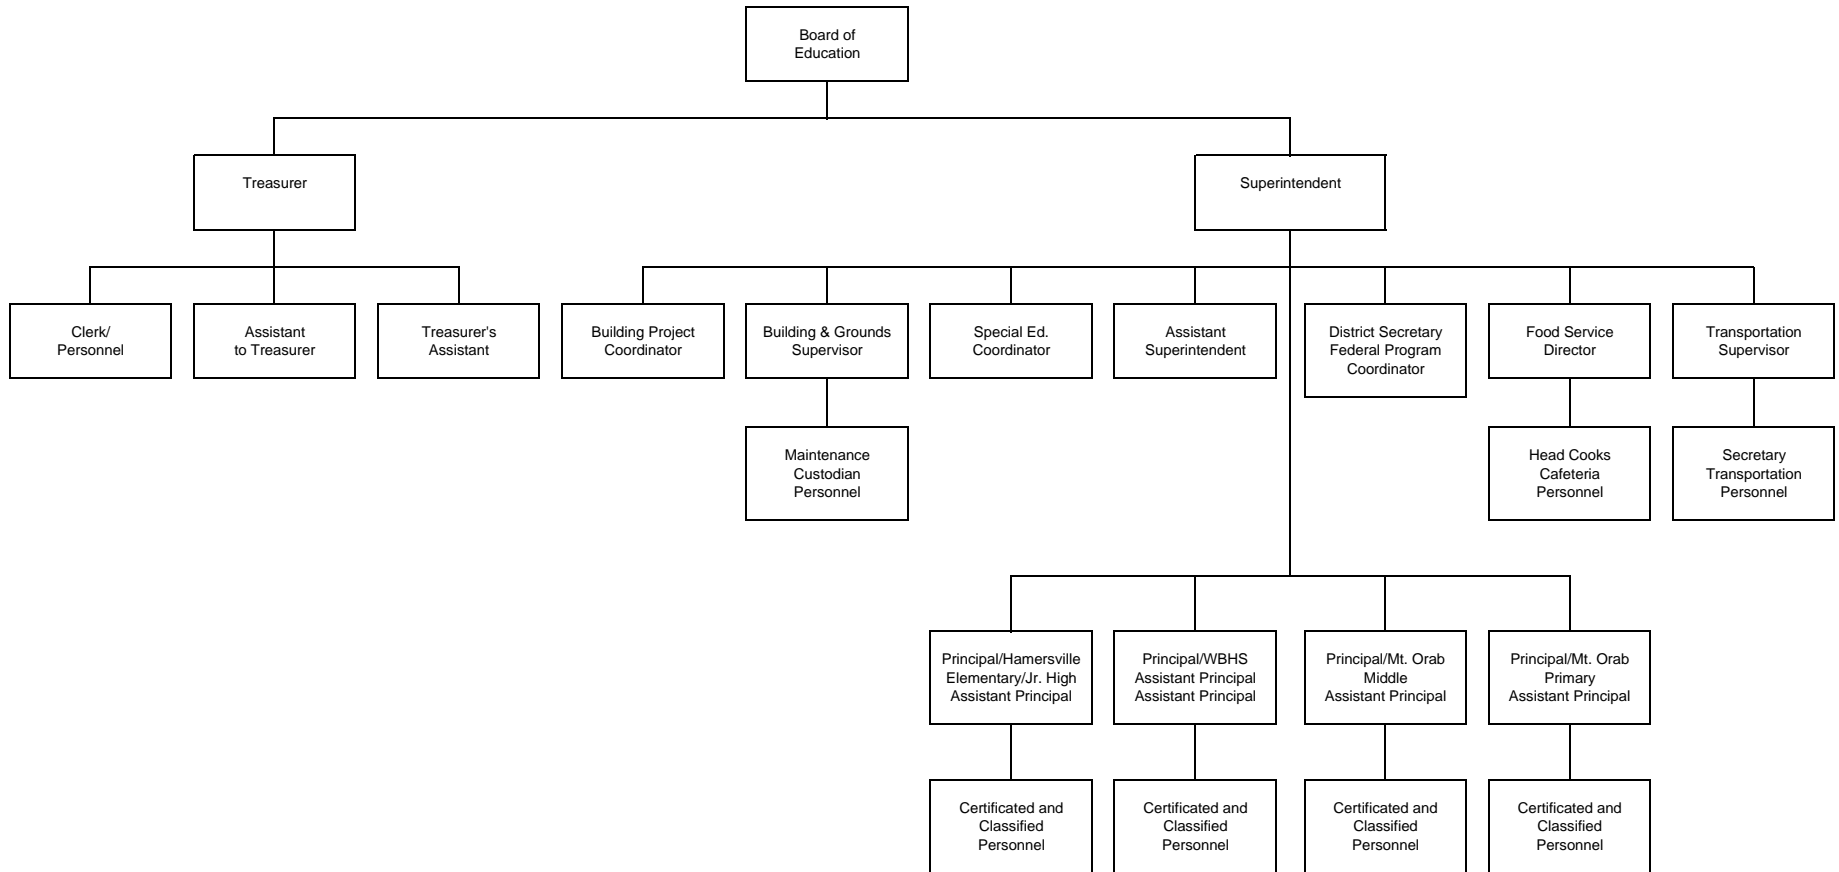 Board of
Education
Treasurer
Superintendent
Clerk/
Personnel
Assistant
to Treasurer
Treasurer's
Assistant
Building Project
Coordinator
Building & Grounds
Supervisor
Special Ed.
Coordinator
Assistant
Superintendent
District Secretary
Federal Program
Coordinator
Food Service
Director
Transportation
Supervisor
Maintenance
Custodian
Personnel
Head Cooks
Cafeteria
Personnel
Secretary
Transportation
Personnel
Principal/Hamersville
Elementary/Jr. High
Assistant Principal
Principal/WBHS
Assistant Principal
Assistant Principal
Principal/Mt. Orab
Middle
Assistant Principal
Principal/Mt. Orab
Primary
Assistant Principal
Certificated and
Classified
Personnel
Certificated and
Classified
Personnel
Certificated and
Classified
Personnel
Certificated and
Classified
Personnel